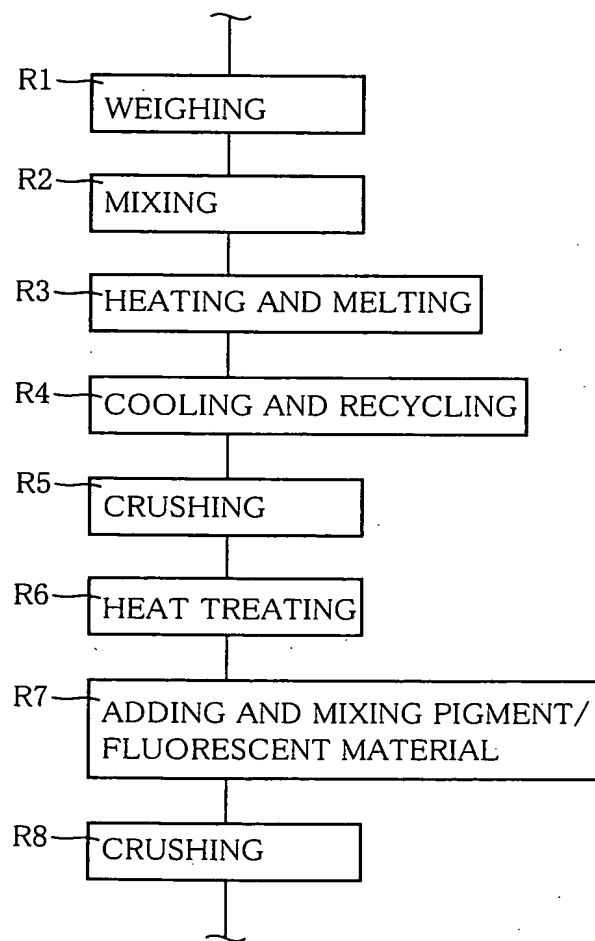 R1 WEIGHING
R2 MIXING
R3 HEATING AND MELTING
R4 COOLING AND RECYCLING
R5 CRUSHING
R6 HEAT TREATING
R7 ADDING AND MIXING PIGMENT/
FLUORESCENT MATERIAL
R8 CRUSHING